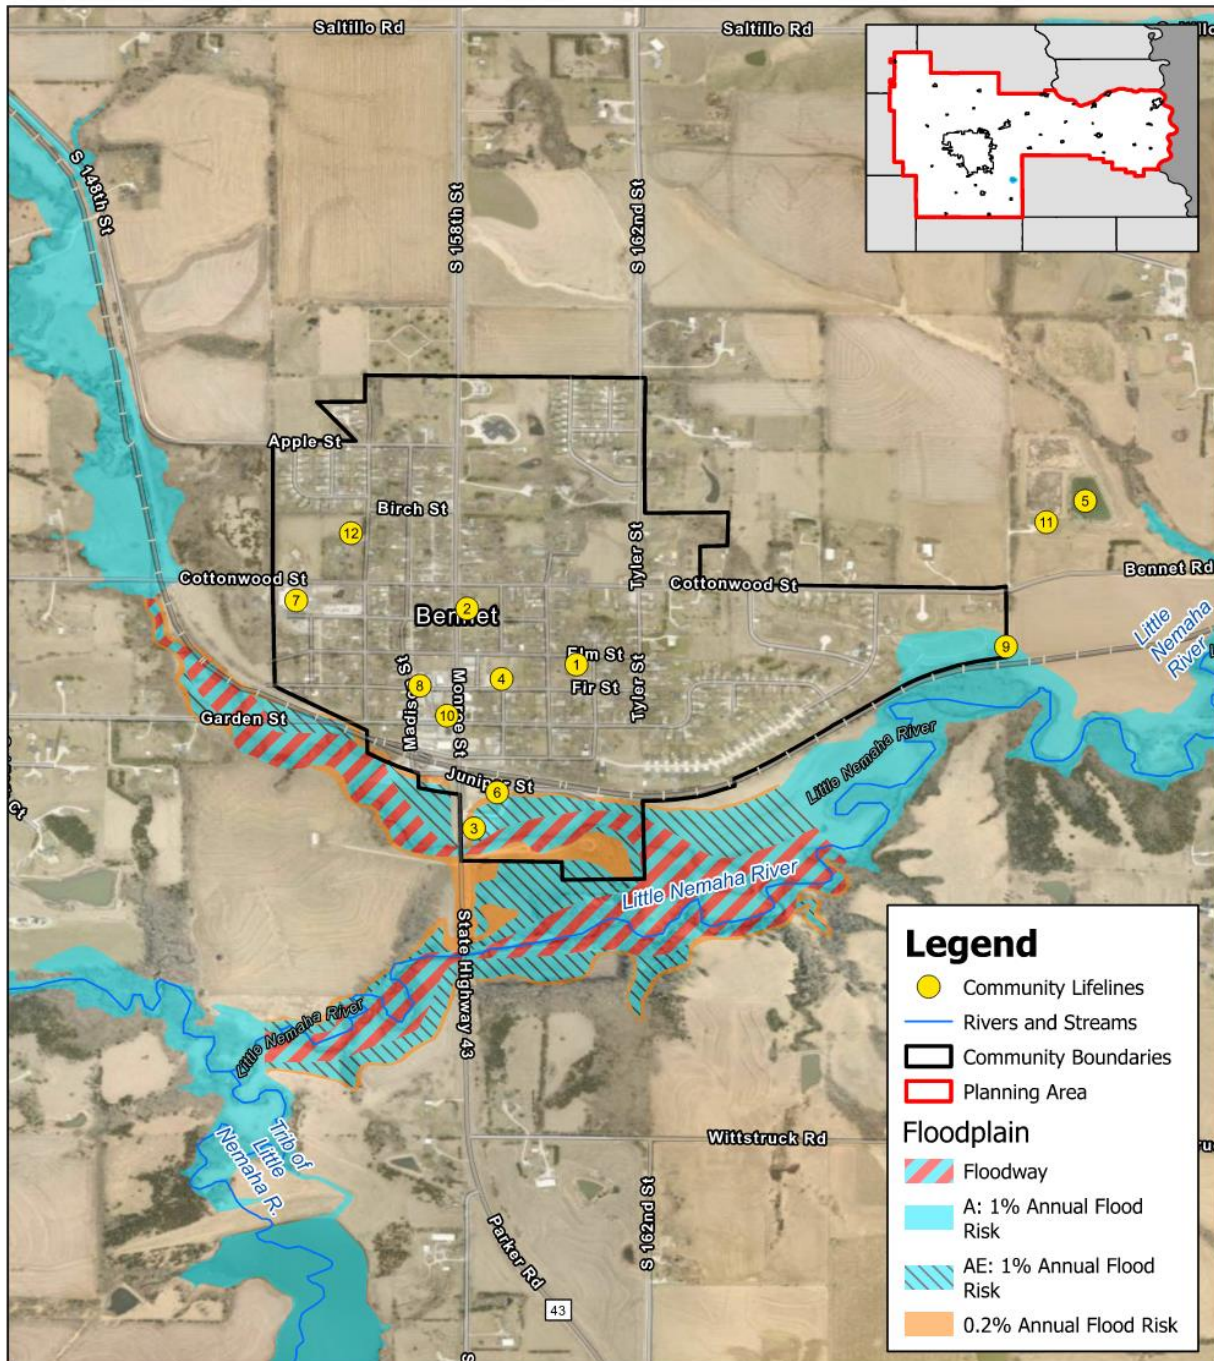 Saltillo Rd
Saltillo Rd
S 148th St
S 158th St
S 162nd St
Apple St
Birch St
12
5
11
Tyler St
Cottonwood St
Cottonwood St
Bennet Rd
7
2
Bennet
Little
Nemaha
River
9
Elm St
1
4
8
Fir St
Madison St
Monroe St
Tyler St
10
Garden St
Juniper St
6
3
Little Nemaha River
Little Nemaha River
State Highway 43
Little Nemaha River
Trib of
Little
Nemaha R.
Wittstruck Rd
S 162nd St
Parker Rd
43
Legend
Community Lifelines
Rivers and Streams
Community Boundaries
Planning Area
Floodplain
Floodway
A: 1% Annual Flood
Risk
AE: 1% Annual Flood
Risk
0.2% Annual Flood Risk